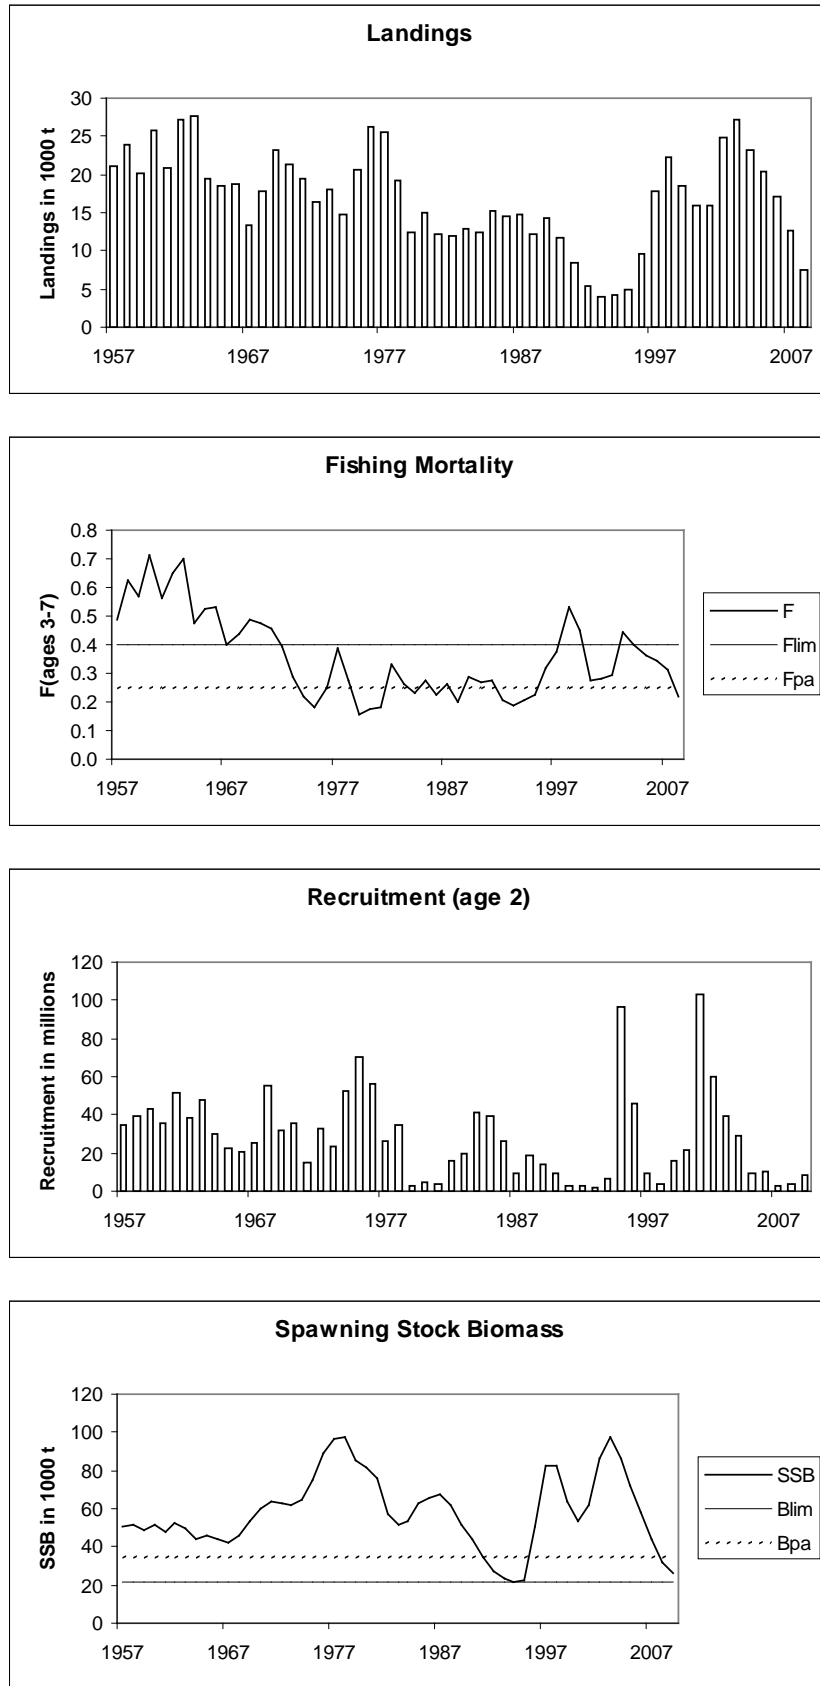 Landings
Landings in 1000 t
30
25
20
15
10
5
0
1957 1967 1977 1987 1997 2007
Fishing Mortality
F(ages 3-7)
0.8
0.7
0.6
0.5
0.4
0.3
0.2
0.1
0.0
1957 1967 1977 1987 1997 2007
F
Flim
Fpa
Recruitment (age 2)
Recruitment in millions
120
100
80
60
40
20
0
1957 1967 1977 1987 1997 2007
Spawning Stock Biomass
SSB in 1000 t
120
100
80
60
40
20
0
1957 1967 1977 1987 1997 2007
SSB
Blim
Bpa